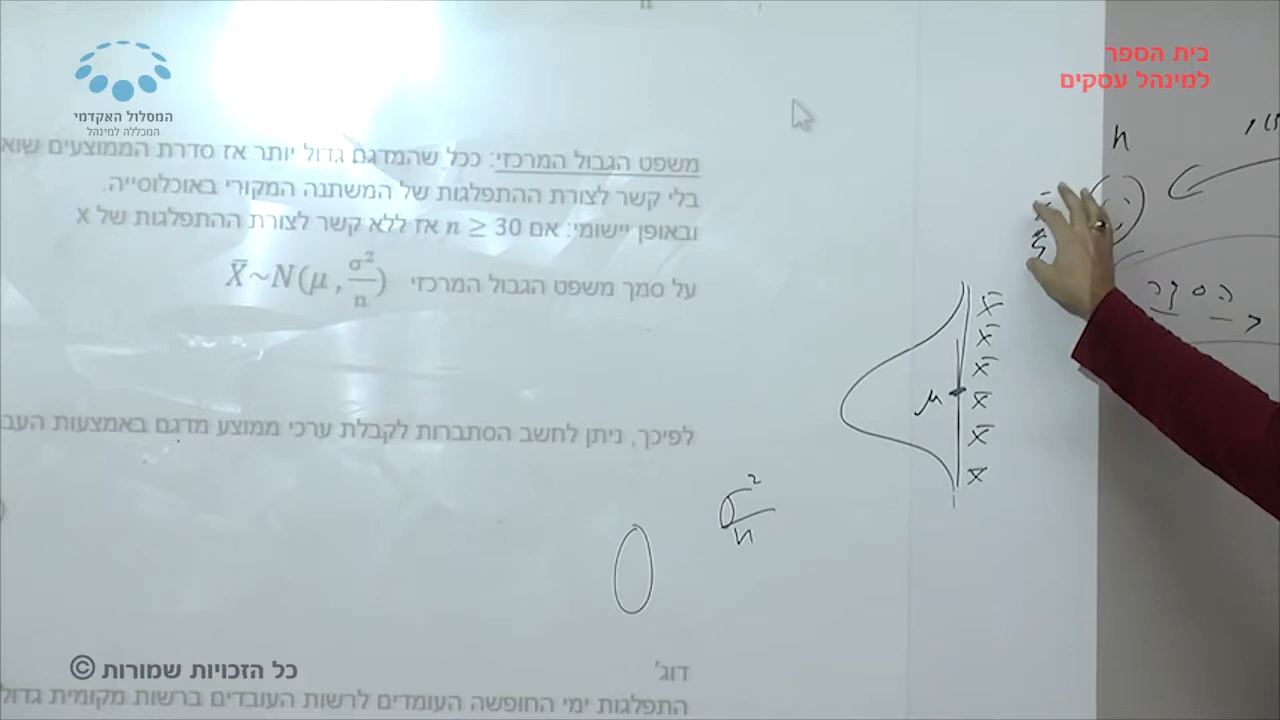 בית הספר
למינהל עסקים
המסלול האקדמי
המכללה למינהל
משפט הגבול המרכזי: ככל שהמדגם גדול יותר אז סדרת הממוצעים שוא
בלי קשר לצורת ההתפלגות של המשתנה המקורי באוכלוסייה.
ובאופן יישומי: אם n ≥ 30 אז ללא קשר לצורת ההתפלגות של X
על סמך משפט הגבול המרכזי X̄~N(μ, σ²/n)
לפיכך, ניתן לחשב הסתברות לקבלת ערכי ממוצע מדגם באמצעות העב
דוג'
התפלגות ימי החופשה העומדים לרשות העובדים ברשות מקומית גדול
n
הסקה
x̄
x̄
x̄
μ x̄
x̄
x̄
σ²/n
כל הזכויות שמורות ©